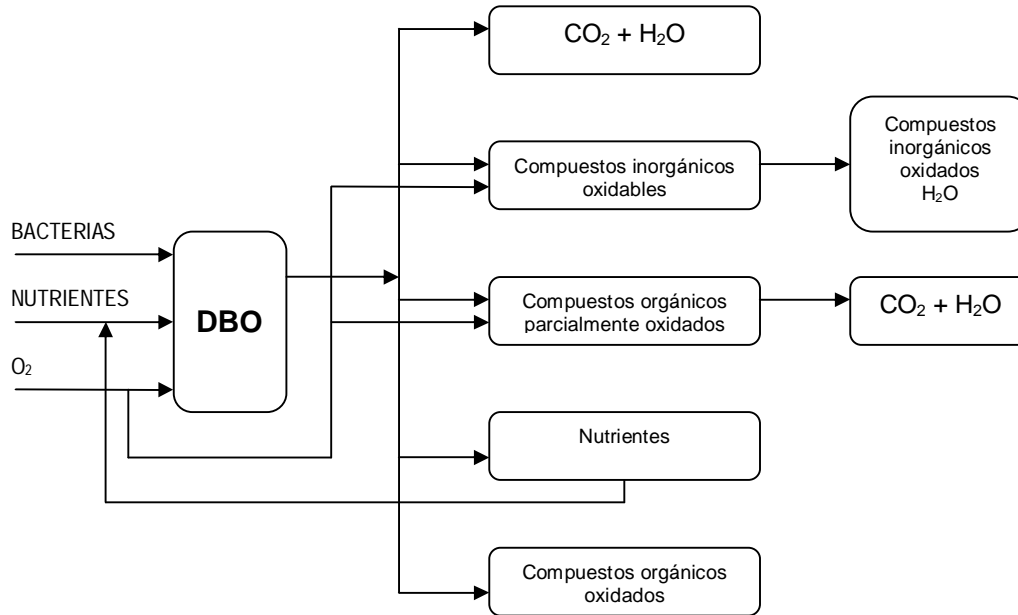 CO₂ + H₂O
Compuestos inorgánicos
oxidables
Compuestos
inorgánicos
oxidados
H₂O
BACTERIAS
NUTRIENTES
O₂
DBO
Compuestos orgánicos
parcialmente oxidados
CO₂ + H₂O
Nutrientes
Compuestos orgánicos
oxidados